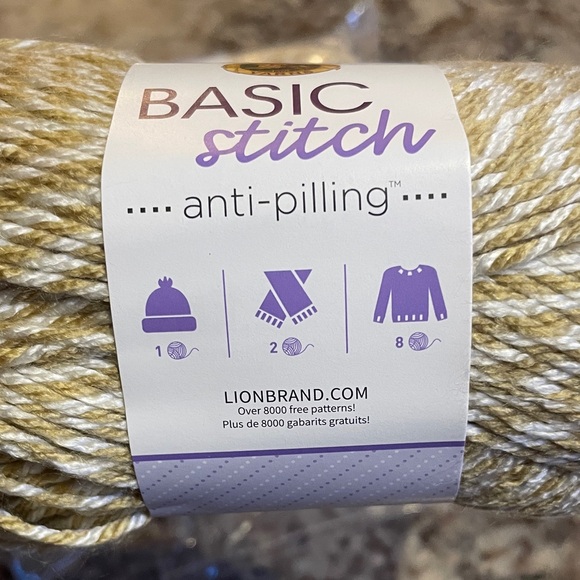 BASIC
stitch
.... anti-pilling™ ....
1 2 8
LIONBRAND.COM
Over 8000 free patterns!
Plus de 8000 gabarits gratuits!